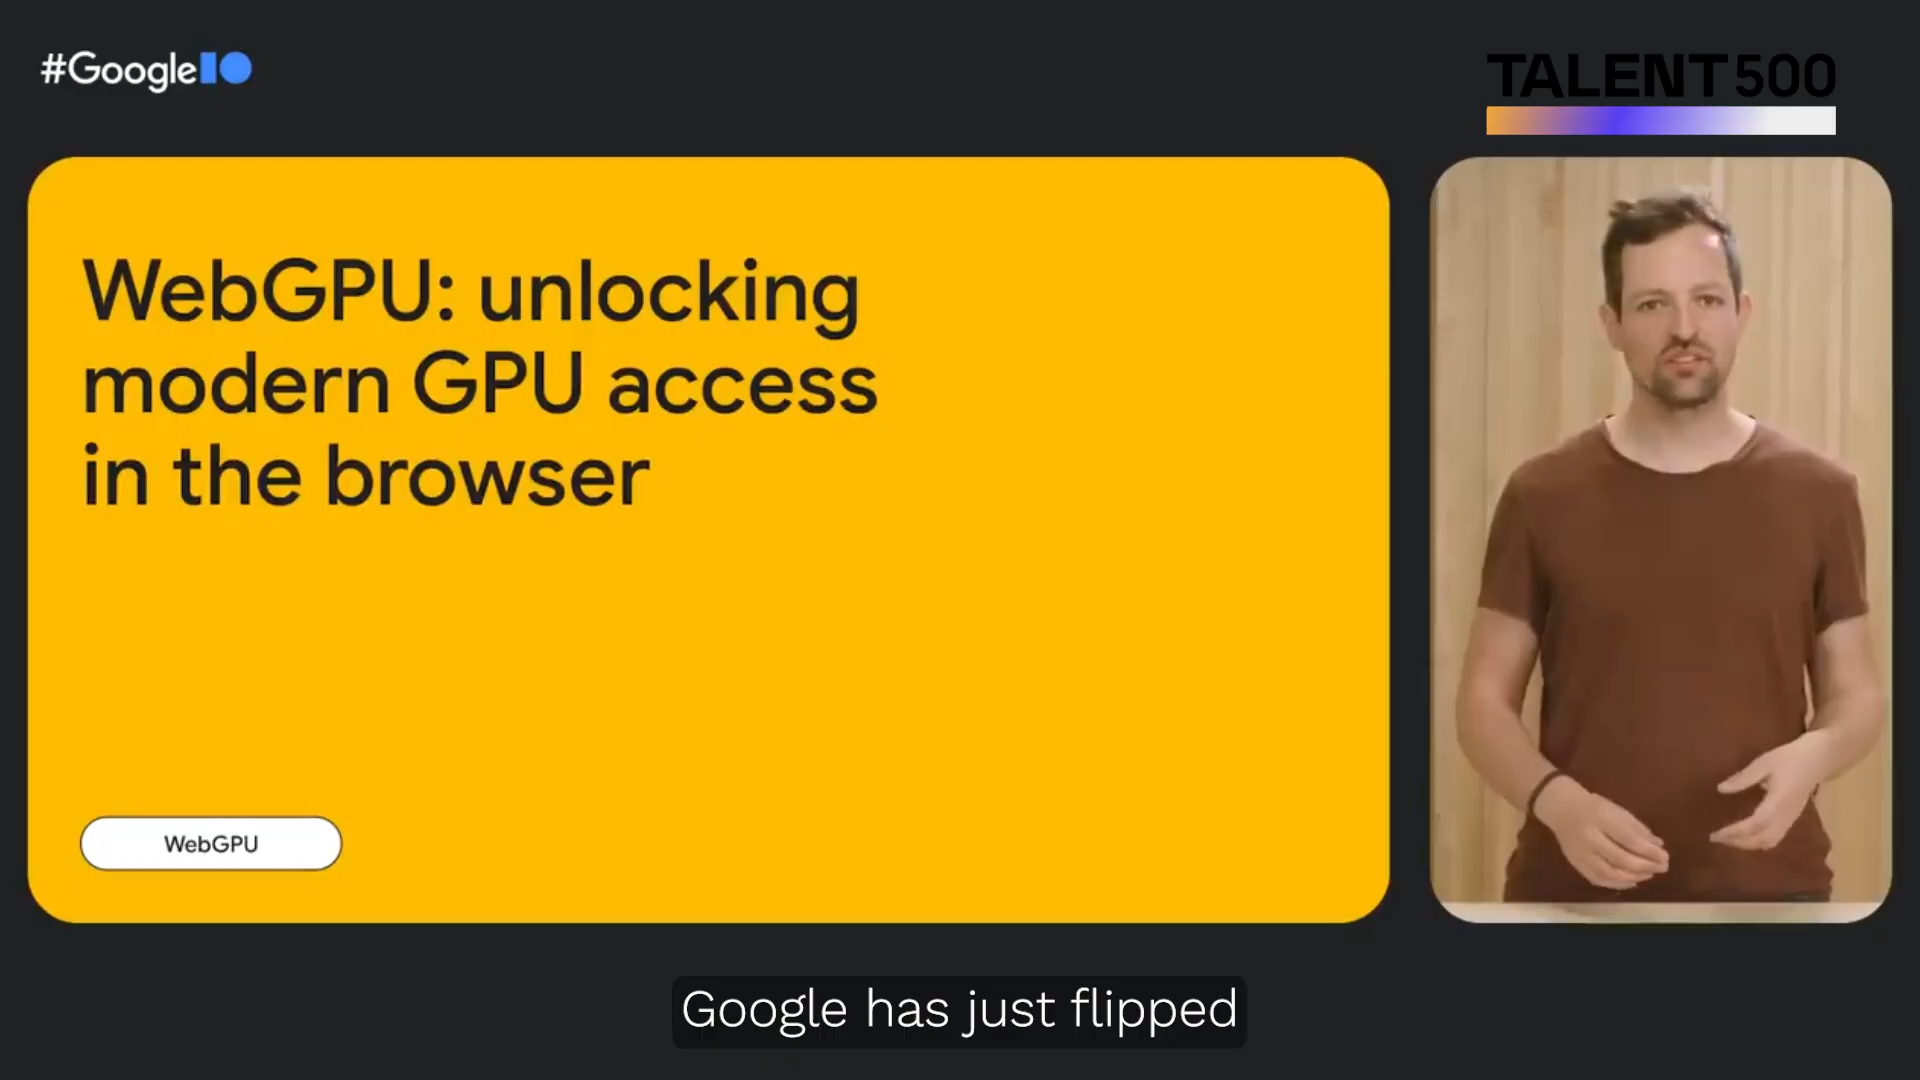 #GoogleIO
TALENT500
WebGPU: unlocking
modern GPU access
in the browser
WebGPU
Google has just flipped